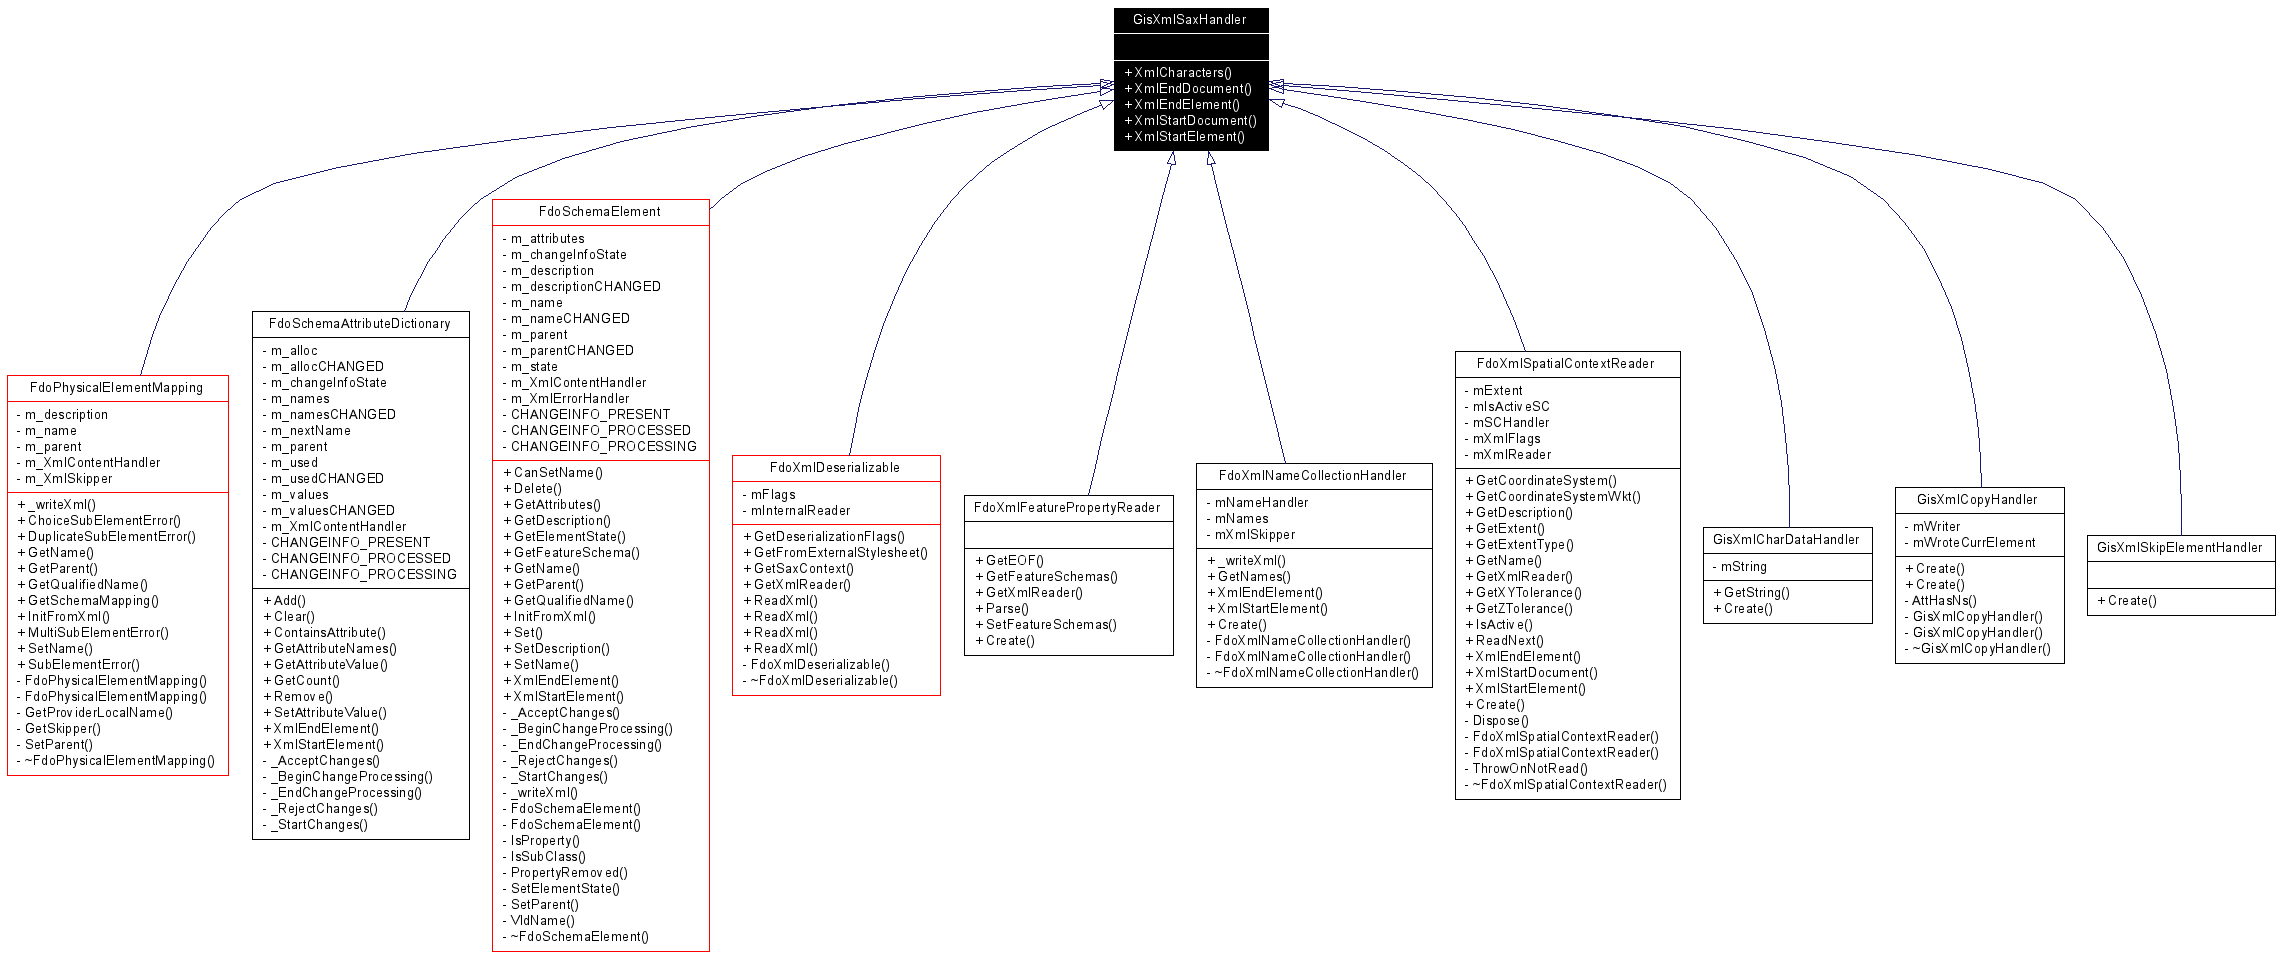 GisXmlSaxHandler
+ XmlCharacters()
+ XmlEndDocument()
+ XmlEndElement()
+ XmlStartDocument()
+ XmlStartElement()
FdoPhysicalElementMapping
- m_description
- m_name
- m_parent
- m_XmlContentHandler
- m_XmlSkipper
+ _writeXml()
+ ChoiceSubElementError()
+ DuplicateSubElementError()
+ GetName()
+ GetParent()
+ GetQualifiedName()
+ GetSchemaMapping()
+ InitFromXml()
+ MultiSubElementError()
+ SetName()
+ SubElementError()
- FdoPhysicalElementMapping()
- FdoPhysicalElementMapping()
- GetProviderLocalName()
- GetSkipper()
- SetParent()
- ~FdoPhysicalElementMapping()
FdoSchemaAttributeDictionary
- m_alloc
- m_allocCHANGED
- m_changeInfoState
- m_names
- m_namesCHANGED
- m_nextName
- m_parent
- m_used
- m_usedCHANGED
- m_values
- m_valuesCHANGED
- m_XmlContentHandler
- CHANGEINFO_PRESENT
- CHANGEINFO_PROCESSED
- CHANGEINFO_PROCESSING
+ Add()
+ Clear()
+ ContainsAttribute()
+ GetAttributeNames()
+ GetAttributeValue()
+ GetCount()
+ Remove()
+ SetAttributeValue()
+ XmlEndElement()
+ XmlStartElement()
- _AcceptChanges()
- _BeginChangeProcessing()
- _EndChangeProcessing()
- _RejectChanges()
- _StartChanges()
FdoSchemaElement
- m_attributes
- m_changeInfoState
- m_description
- m_descriptionCHANGED
- m_name
- m_nameCHANGED
- m_parent
- m_parentCHANGED
- m_state
- m_XmlContentHandler
- m_XmlErrorHandler
- CHANGEINFO_PRESENT
- CHANGEINFO_PROCESSED
- CHANGEINFO_PROCESSING
+ CanSetName()
+ Delete()
+ GetAttributes()
+ GetDescription()
+ GetElementState()
+ GetFeatureSchema()
+ GetName()
+ GetParent()
+ GetQualifiedName()
+ InitFromXml()
+ Set()
+ SetDescription()
+ SetName()
+ XmlEndElement()
+ XmlStartElement()
- _AcceptChanges()
- _BeginChangeProcessing()
- _EndChangeProcessing()
- _RejectChanges()
- _StartChanges()
- _writeXml()
- FdoSchemaElement()
- FdoSchemaElement()
- IsProperty()
- IsSubClass()
- PropertyRemoved()
- SetElementState()
- SetParent()
- VldName()
- ~FdoSchemaElement()
FdoXmlDeserializable
- mFlags
- mInternalReader
+ GetDeserializationFlags()
+ GetFromExternalStylesheet()
+ GetSaxContext()
+ GetXmlReader()
+ ReadXml()
+ ReadXml()
+ ReadXml()
+ ReadXml()
- FdoXmlDeserializable()
- ~FdoXmlDeserializable()
FdoXmlFeaturePropertyReader
+ GetEOF()
+ GetFeatureSchemas()
+ GetXmlReader()
+ Parse()
+ SetFeatureSchemas()
+ Create()
FdoXmlNameCollectionHandler
- mNameHandler
- mNames
- mXmlSkipper
+ _writeXml()
+ GetNames()
+ XmlEndElement()
+ XmlStartElement()
+ Create()
- FdoXmlNameCollectionHandler()
- FdoXmlNameCollectionHandler()
- ~FdoXmlNameCollectionHandler()
FdoXmlSpatialContextReader
- mExtent
- mIsActiveSC
- mSCHandler
- mXmlFlags
- mXmlReader
+ GetCoordinateSystem()
+ GetCoordinateSystemWkt()
+ GetDescription()
+ GetExtent()
+ GetExtentType()
+ GetName()
+ GetXmlReader()
+ GetXYTolerance()
+ GetZTolerance()
+ IsActive()
+ ReadNext()
+ XmlEndElement()
+ XmlStartDocument()
+ XmlStartElement()
+ Create()
- Dispose()
- FdoXmlSpatialContextReader()
- FdoXmlSpatialContextReader()
- ThrowOnNotRead()
- ~FdoXmlSpatialContextReader()
GisXmlCharDataHandler
- mString
+ GetString()
+ Create()
GisXmlCopyHandler
- mWriter
- mWroteCurrElement
+ Create()
+ Create()
- AttHasNs()
- GisXmlCopyHandler()
- GisXmlCopyHandler()
- ~GisXmlCopyHandler()
GisXmlSkipElementHandler
+ Create()